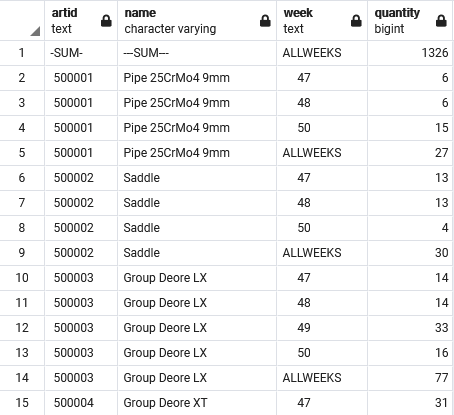 artid name week quantity
text character varying text bigint
1 -SUM- ---SUM--- ALLWEEKS 1326
2 500001 Pipe 25CrMo4 9mm 47 6
3 500001 Pipe 25CrMo4 9mm 48 6
4 500001 Pipe 25CrMo4 9mm 50 15
5 500001 Pipe 25CrMo4 9mm ALLWEEKS 27
6 500002 Saddle 47 13
7 500002 Saddle 48 13
8 500002 Saddle 50 4
9 500002 Saddle ALLWEEKS 30
10 500003 Group Deore LX 47 14
11 500003 Group Deore LX 48 14
12 500003 Group Deore LX 49 33
13 500003 Group Deore LX 50 16
14 500003 Group Deore LX ALLWEEKS 77
15 500004 Group Deore XT 47 31